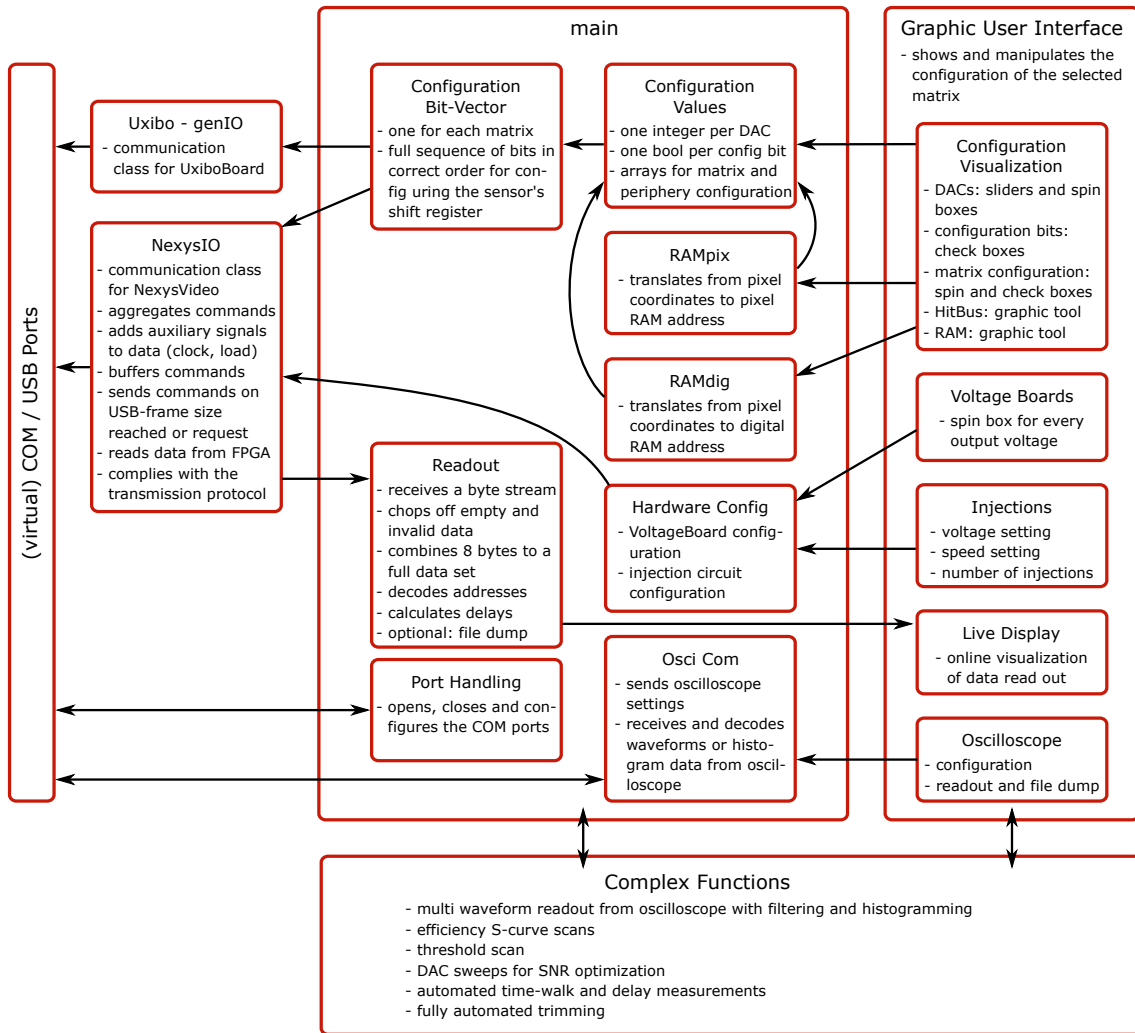 main
Graphic User Interface
- shows and manipulates the
configuration of the selected
matrix
(virtual) COM / USB Ports
Uxibo - genIO
- communication
class for UxiboBoard
NexysIO
- communication class
for NexysVideo
- aggregates commands
- adds auxiliary signals
to data (clock, load)
- buffers commands
- sends commands on
USB-frame size
reached or request
- reads data from FPGA
- complies with the
transmission protocol
Configuration
Bit-Vector
- one for each matrix
- full sequence of bits in
correct order for con-
fig uring the sensor's
shift register
Readout
- receives a byte stream
- chops off empty and
invalid data
- combines 8 bytes to a
full data set
- decodes addresses
- calculates delays
- optional: file dump
Port Handling
- opens, closes and con-
figures the COM ports
Configuration
Values
- one integer per DAC
- one bool per config bit
- arrays for matrix and
periphery configuration
RAMpix
- translates from pixel
coordinates to pixel
RAM address
RAMdig
- translates from pixel
coordinates to digital
RAM address
Hardware Config
- VoltageBoard config-
uration
- injection circuit
configuration
Osci Com
- sends oscilloscope
settings
- receives and decodes
waveforms or histo-
gram data from oscil-
loscope
Configuration
Visualization
- DACs: sliders and spin
boxes
- configuration bits:
check boxes
- matrix configuration:
spin and check boxes
- HitBus: graphic tool
- RAM: graphic tool
Voltage Boards
- spin box for every
output voltage
Injections
- voltage setting
- speed setting
- number of injections
Live Display
- online visualization
of data read out
Oscilloscope
- configuration
- readout and file dump
Complex Functions
- multi waveform readout from oscilloscope with filtering and histogramming
- efficiency S-curve scans
- threshold scan
- DAC sweeps for SNR optimization
- automated time-walk and delay measurements
- fully automated trimming